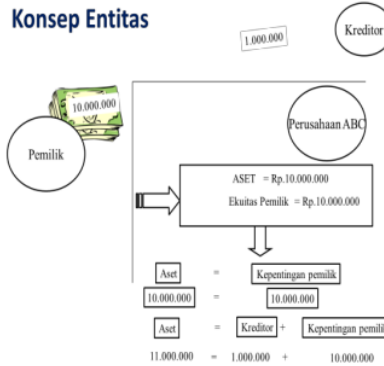 Konsep Entitas
1.000.000
Kreditor
10.000.000
Pemilik
Perusahaan ABC
ASET = Rp.10.000.000
Ekuitas Pemilik = Rp.10.000.000
Aset = Kepentingan pemilik
10.000.000 = 10.000.000
Aset = Kreditor + Kepentingan pemilik
11.000.000 = 1.000.000 + 10.000.000